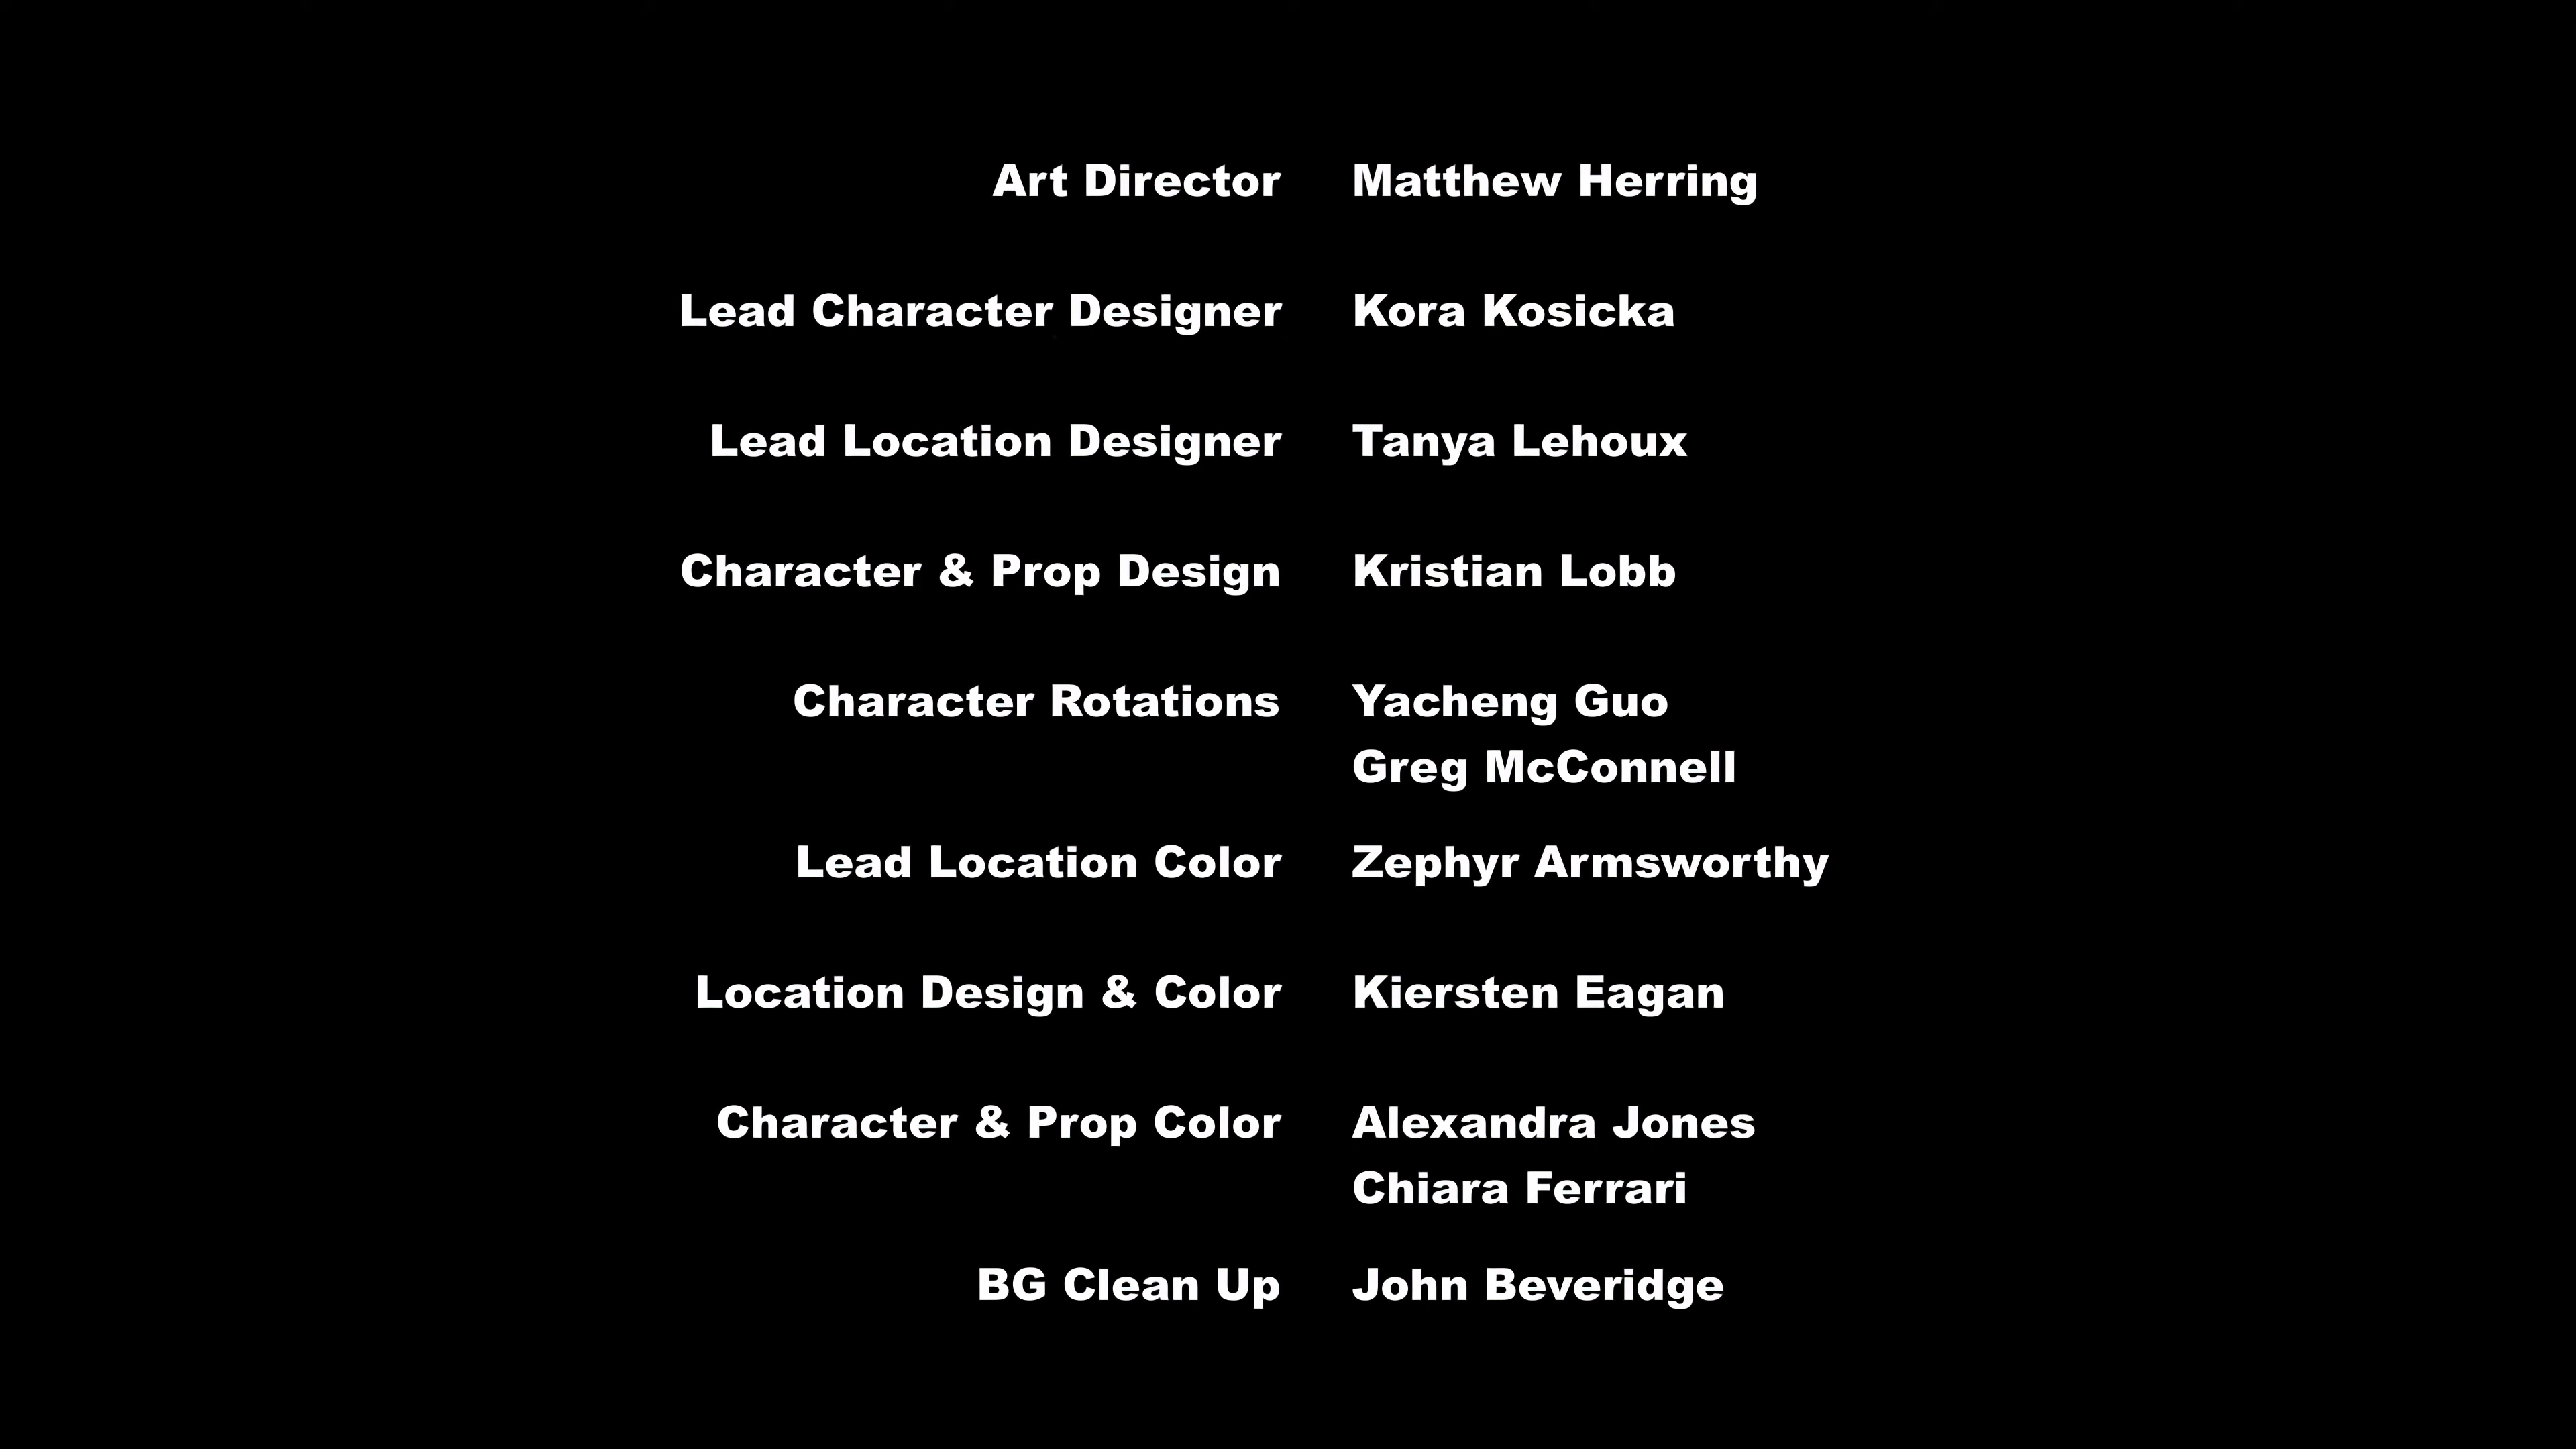 Art Director Matthew Herring
Lead Character Designer Kora Kosicka
Lead Location Designer Tanya Lehoux
Character & Prop Design Kristian Lobb
Character Rotations Yacheng Guo
Greg McConnell
Lead Location Color Zephyr Armsworthy
Location Design & Color Kiersten Eagan
Character & Prop Color Alexandra Jones
Chiara Ferrari
BG Clean Up John Beveridge